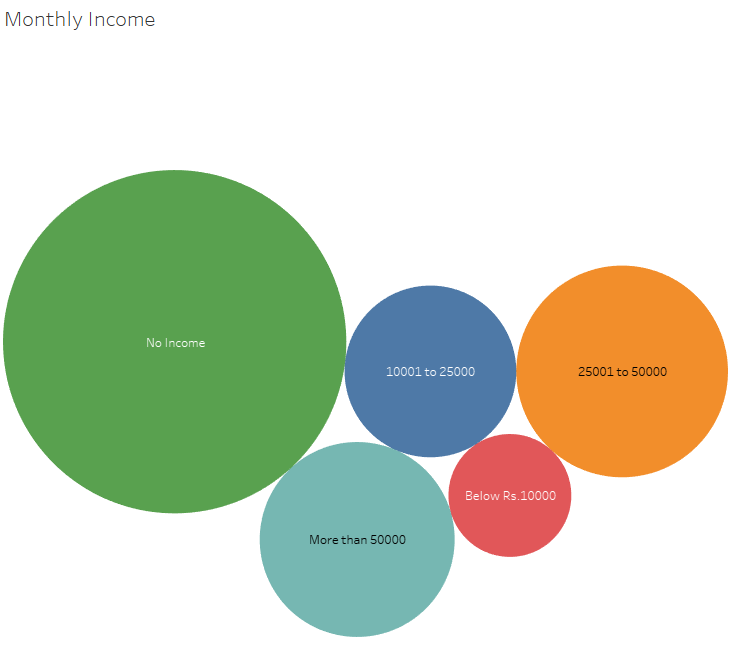 Monthly Income
No Income
10001 to 25000
25001 to 50000
Below Rs.10000
More than 50000